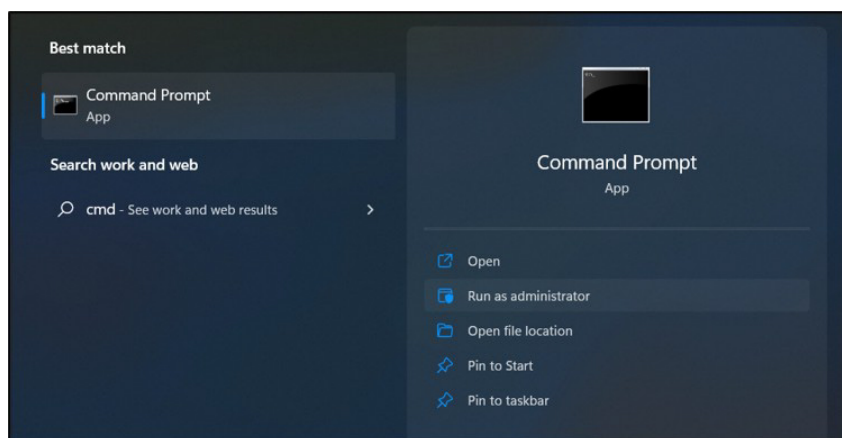 Best match
Command Prompt
App
Search work and web
cmd - See work and web results
Command Prompt
App
Open
Run as administrator
Open file location
Pin to Start
Pin to taskbar